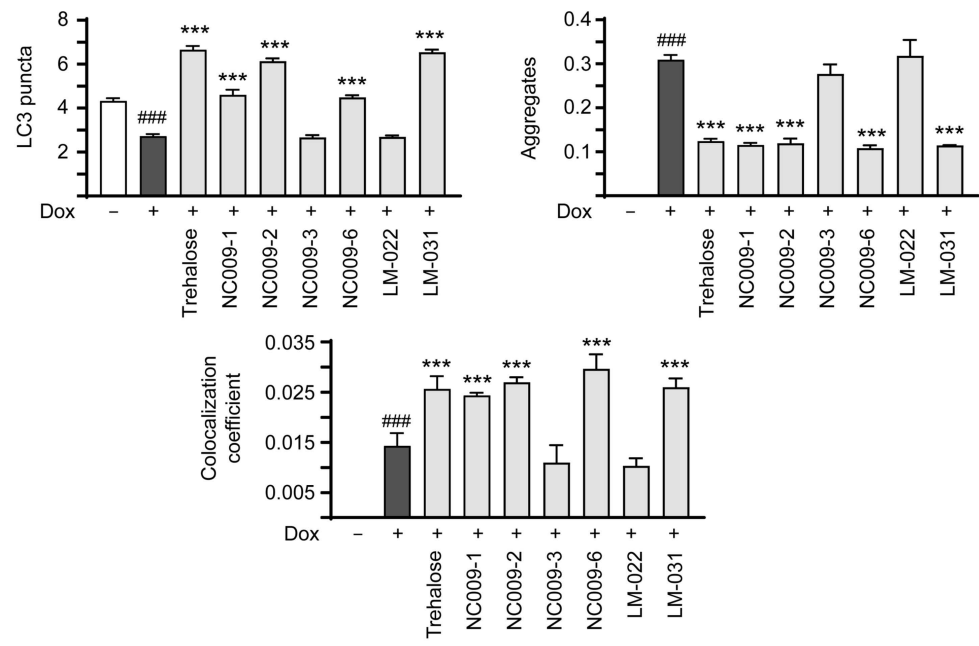 LC3 puncta
8
6
4
2
###
***
***
***
***
***
Dox – + + + + + + + +
Trehalose
NC009-1
NC009-2
NC009-3
NC009-6
LM-022
LM-031
Aggregates
0.4
0.3
0.2
0.1
###
***
***
***
***
***
Dox – + + + + + + + +
Trehalose
NC009-1
NC009-2
NC009-3
NC009-6
LM-022
LM-031
Colocalization
coefficient
0.035
0.025
0.015
0.005
###
***
***
***
***
***
Dox – + + + + + + + +
Trehalose
NC009-1
NC009-2
NC009-3
NC009-6
LM-022
LM-031